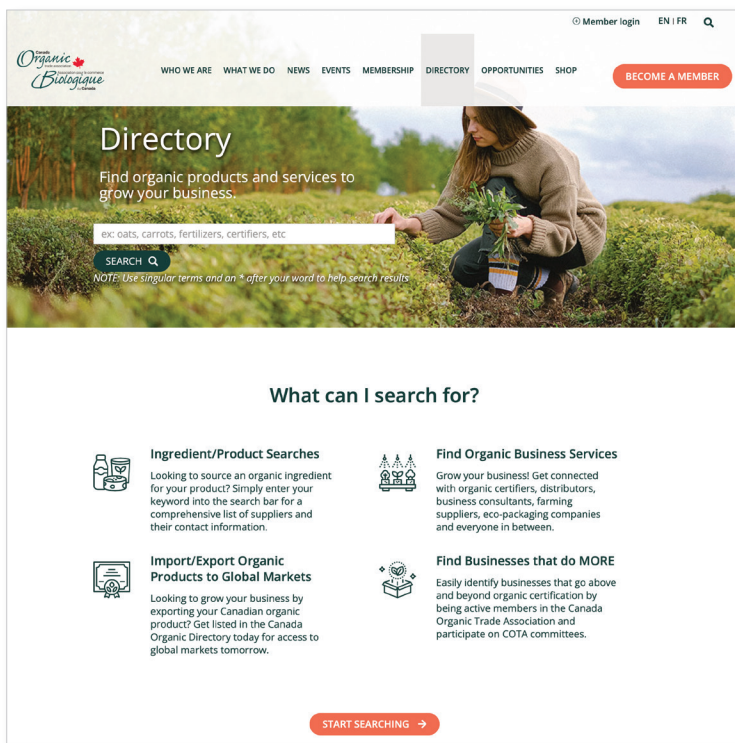 Member login EN | FR
Canada
Organic
trade association
Association pour le commerce
Biologique
du Canada
WHO WE ARE WHAT WE DO NEWS EVENTS MEMBERSHIP DIRECTORY OPPORTUNITIES SHOP
BECOME A MEMBER
Directory
Find organic products and services to
grow your business.
ex: oats, carrots, fertilizers, certifiers, etc
SEARCH
NOTE: Use singular terms and an * after your word to help search results
What can I search for?
Ingredient/Product Searches
Looking to source an organic ingredient
for your product? Simply enter your
keyword into the search bar for a
comprehensive list of suppliers and
their contact information.
Find Organic Business Services
Grow your business! Get connected
with organic certifiers, distributors,
business consultants, farming
suppliers, eco-packaging companies
and everyone in between.
Import/Export Organic
Products to Global Markets
Looking to grow your business by
exporting your Canadian organic
product? Get listed in the Canada
Organic Directory today for access to
global markets tomorrow.
Find Businesses that do MORE
Easily identify businesses that go above
and beyond organic certification by
being active members in the Canada
Organic Trade Association and
participate on COTA committees.
START SEARCHING →